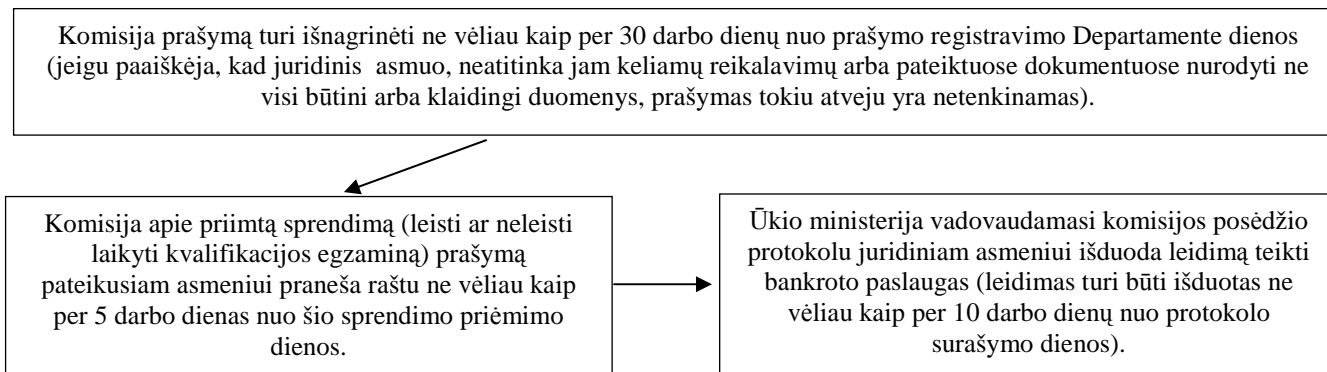 Komisija prašymą turi išnagrinėti ne vėliau kaip per 30 darbo dienų nuo prašymo registravimo Departamente dienos
(jeigu paaiškėja, kad juridinis  asmuo, neatitinka jam keliamų reikalavimų arba pateiktuose dokumentuose nurodyti ne
visi būtini arba klaidingi duomenys, prašymas tokiu atveju yra netenkinamas).
Komisija apie priimtą sprendimą (leisti ar neleisti
laikyti kvalifikacijos egzaminą) prašymą
pateikusiam asmeniui praneša raštu ne vėliau kaip
per 5 darbo dienas nuo šio sprendimo priėmimo
dienos.
Ūkio ministerija vadovaudamasi komisijos posėdžio
protokolu juridiniam asmeniui išduoda leidimą teikti
bankroto paslaugas (leidimas turi būti išduotas ne
vėliau kaip per 10 darbo dienų nuo protokolo
surašymo dienos).